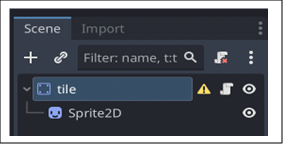 Scene Import
Filter: name, t:t
tile
Sprite2D